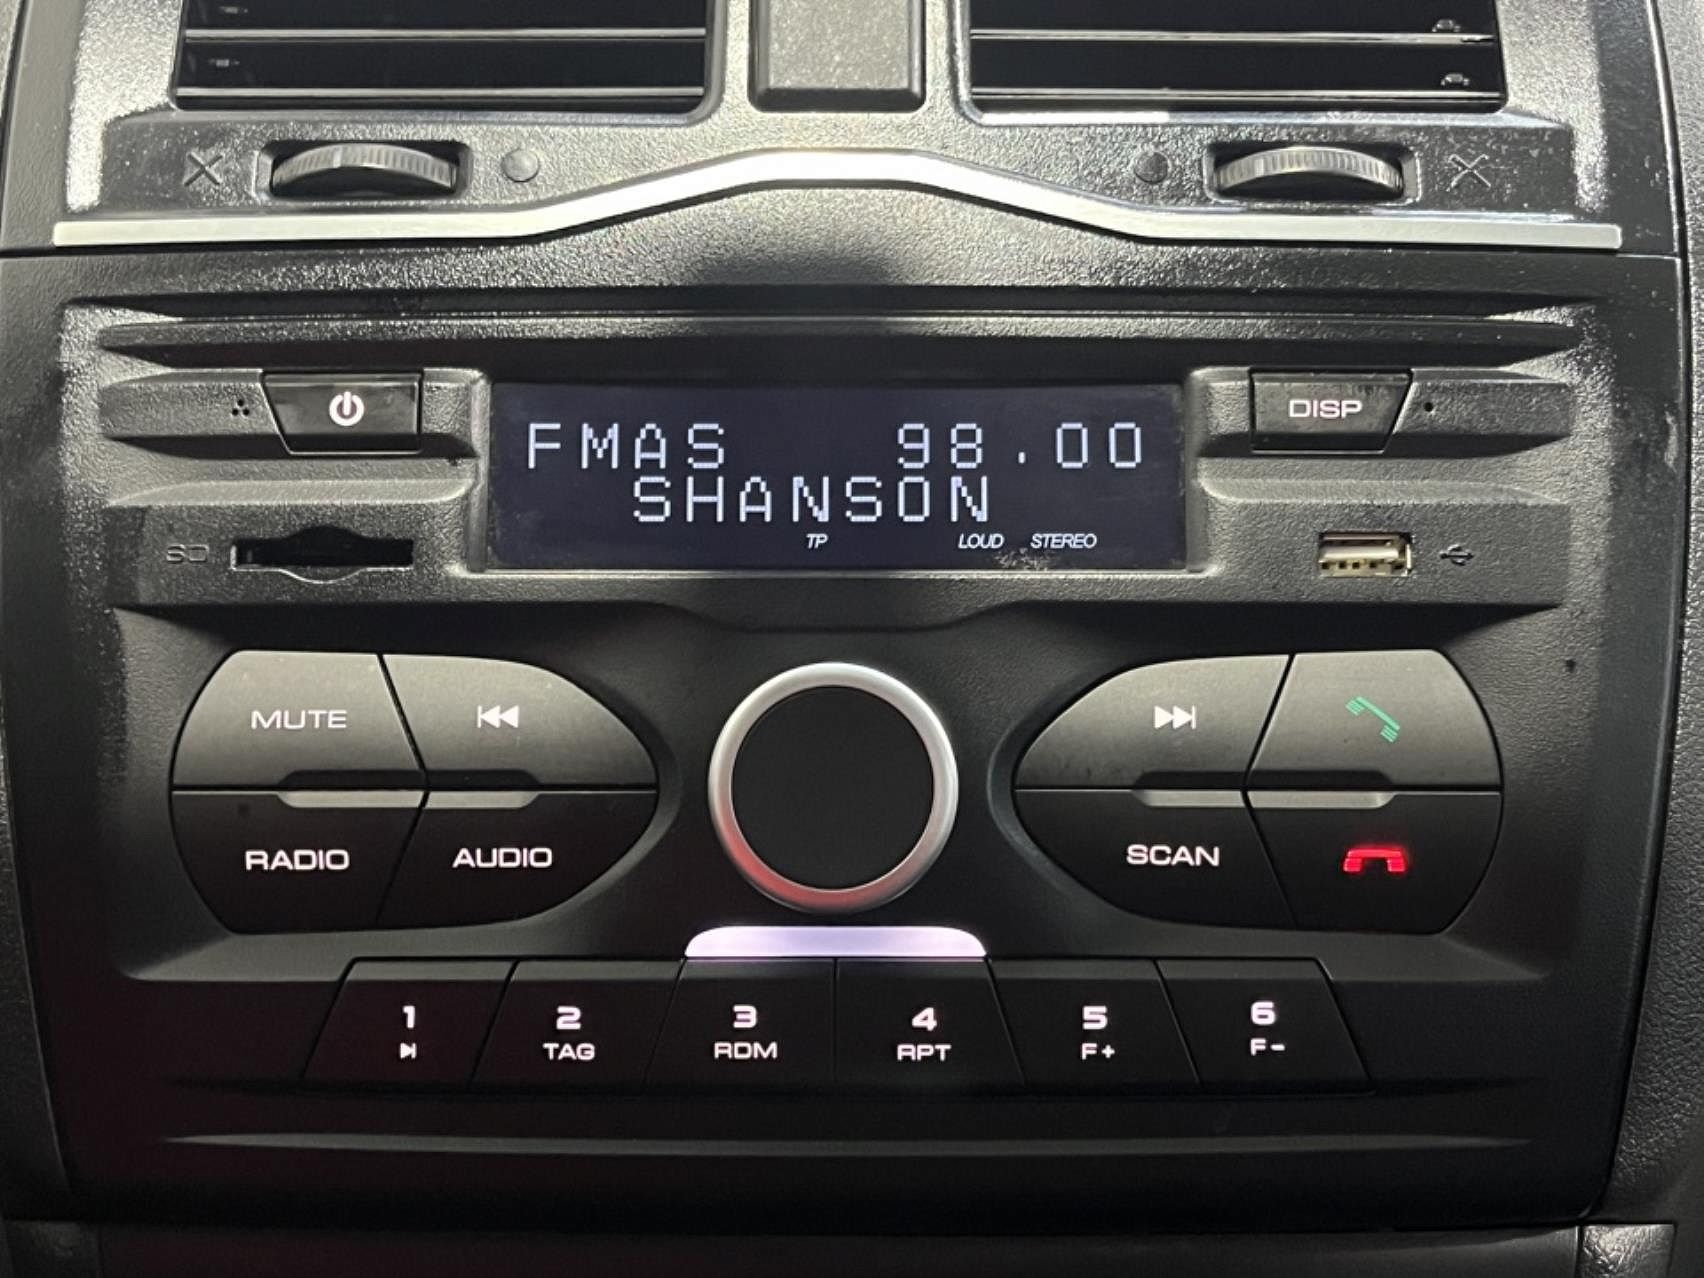 DISP
FMAS 98.00
SHANSON
TP LOUD STEREO
SD
MUTE
RADIO AUDIO SCAN
1 2 3 4 5 6
TAG RDM RPT F+ F-